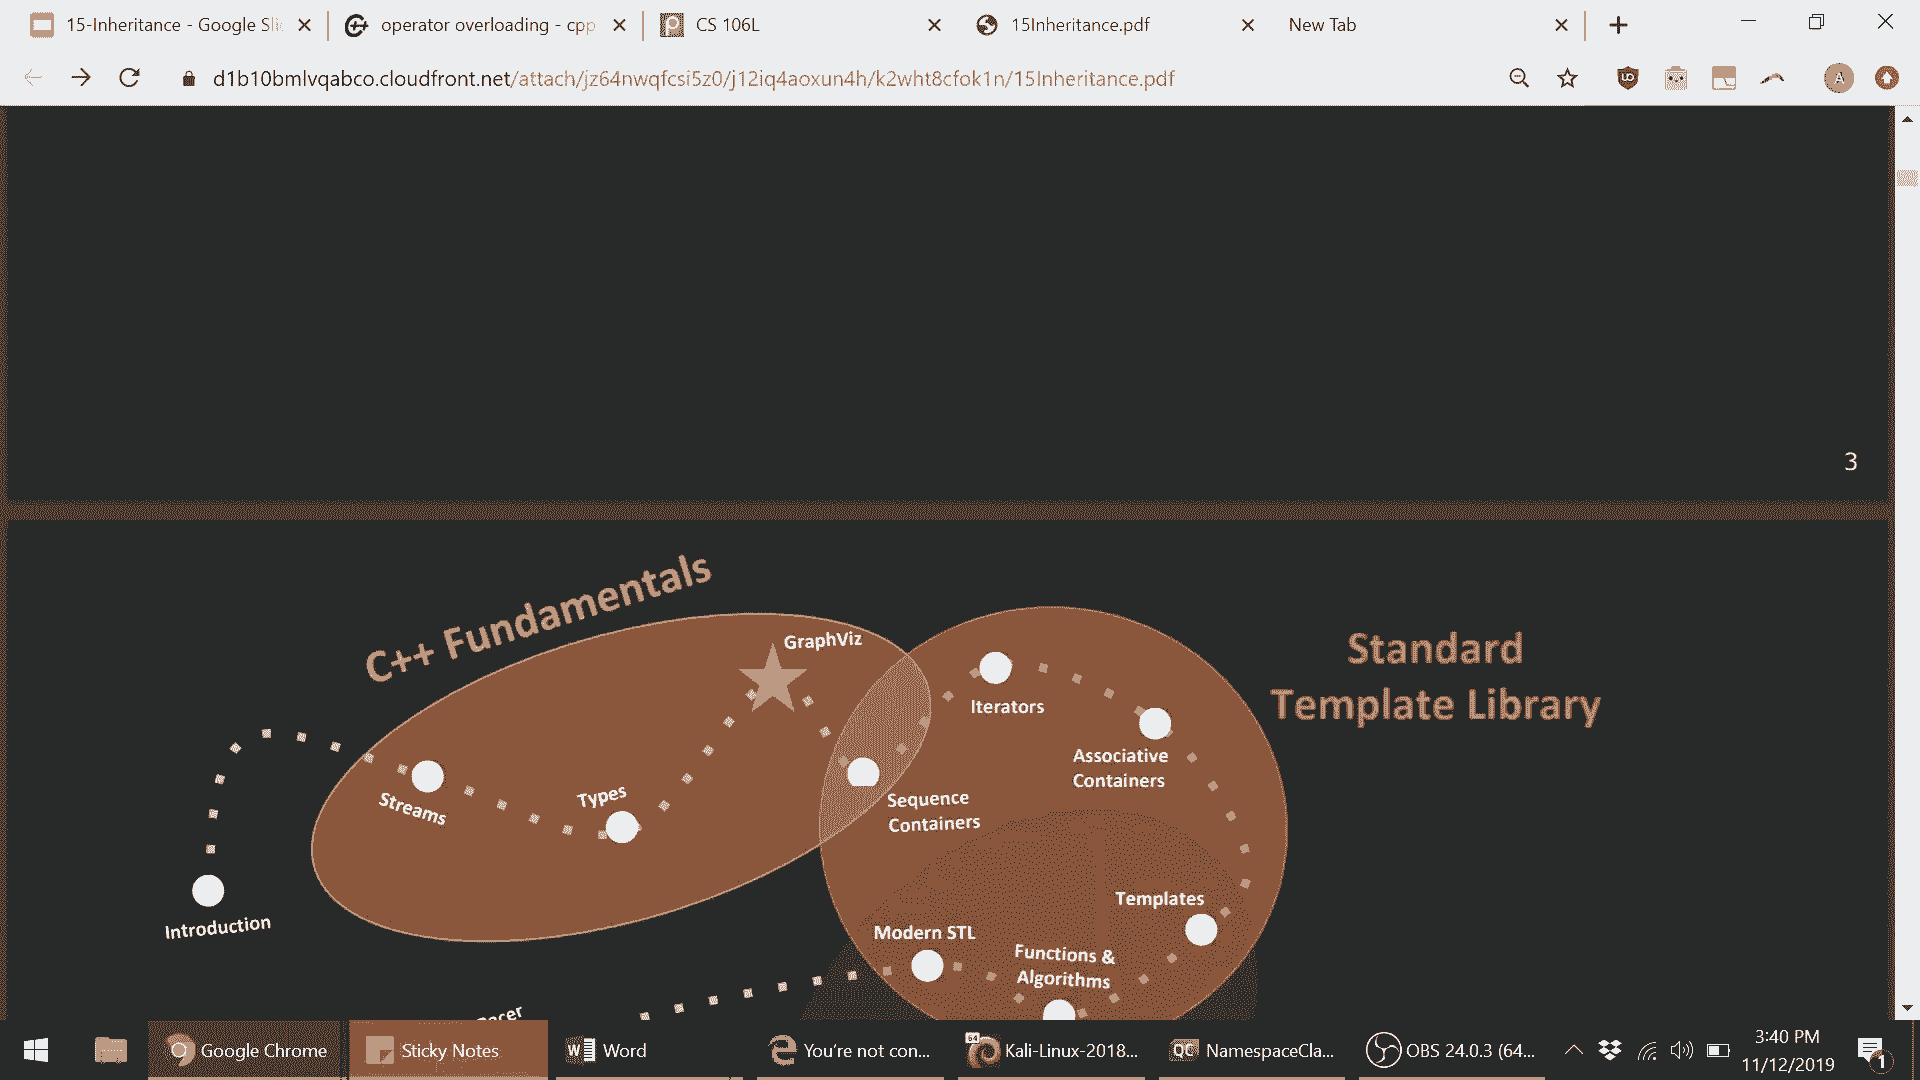 15-Inheritance - Google Sli
operator overloading - cpp
CS 106L
15Inheritance.pdf
New Tab
d1b10bmlvqabco.cloudfront.net/attach/jz64nwqfcsi5z0/j12iq4aoxun4h/k2wht8cfok1n/15Inheritance.pdf
A
3
C++ Fundamentals
GraphViz
Standard
Template Library
Iterators
Associative
Containers
Types
Streams
Sequence
Containers
Introduction
Templates
Modern STL
Functions &
Algorithms
Google Chrome
Sticky Notes
Word
You're not con...
64
Kali-Linux-2018...
QC
NamespaceCla...
OBS 24.0.3 (64...
3:40 PM
11/12/2019
1